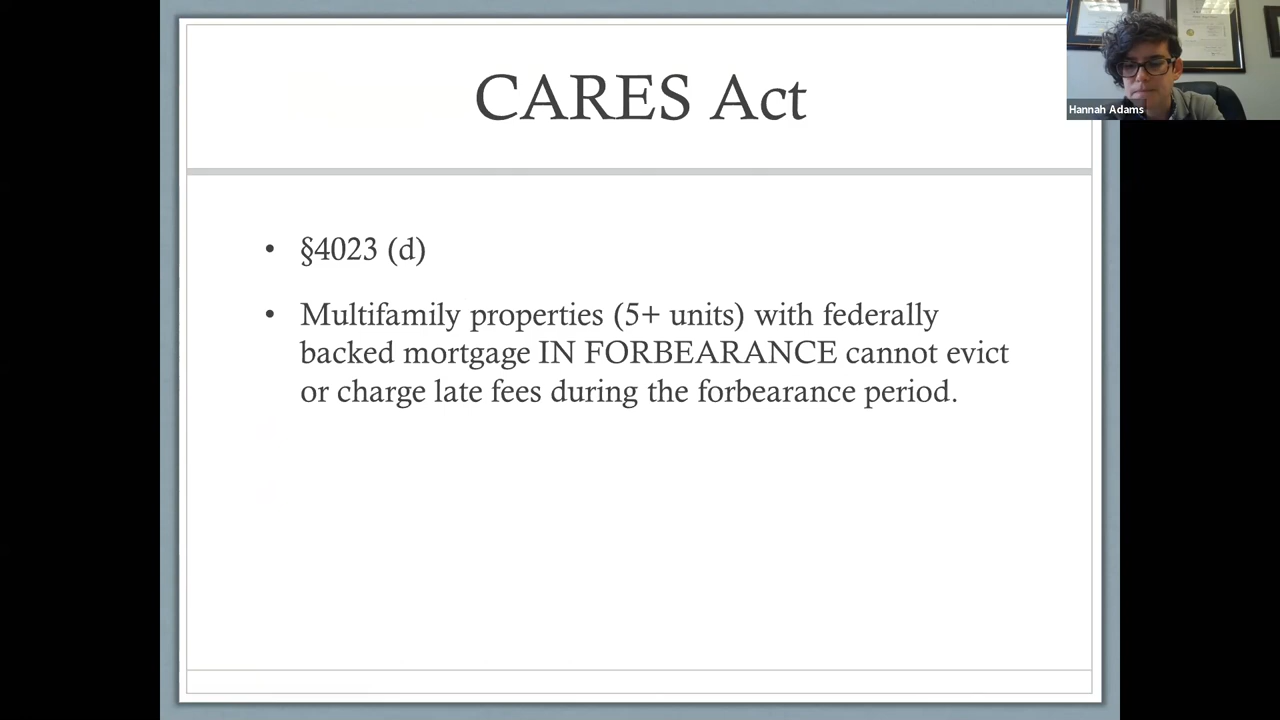 CARES Act
Hannah Adams
• §4023 (d)
• Multifamily properties (5+ units) with federally
backed mortgage IN FORBEARANCE cannot evict
or charge late fees during the forbearance period.